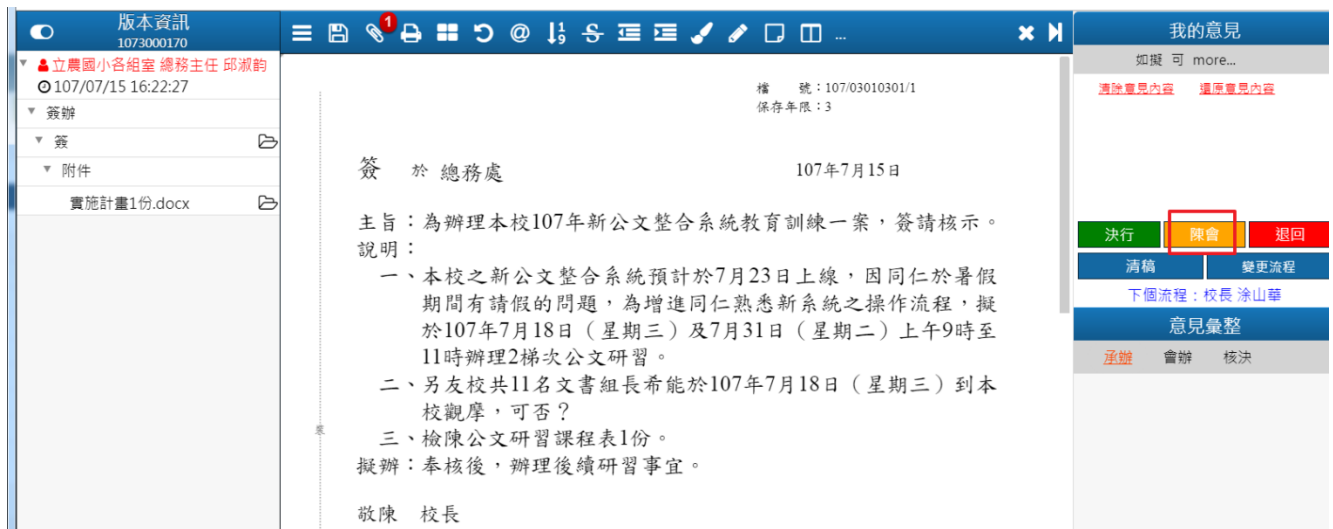 版本資訊
1073000170
立農國小各組室 總務主任 邱淑韵
107/07/15 16:22:27
簽辦
簽
附件
實施計畫1份.docx
1
@
...
檔 號：107/03010301/1
保存年限：3
簽 於 總務處 107年7月15日
主旨：為辦理本校107年新公文整合系統教育訓練一案，簽請核示。
說明：
一、本校之新公文整合系統預計於7月23日上線，因同仁於暑假
期間有請假的問題，為增進同仁熟悉新系統之操作流程，擬
於107年7月18日（星期三）及7月31日（星期二）上午9時至
11時辦理2梯次公文研習。
二、另友校共11名文書組長希能於107年7月18日（星期三）到本
校觀摩，可否？
三、檢陳公文研習課程表1份。
擬辦：奉核後，辦理後續研習事宜。
敬陳 校長
裝
我的意見
如擬 可 more...
清除意見內容 還原意見內容
決行 陳會 退回
清稿 變更流程
下個流程：校長 涂山華
意見彙整
承辦 會辦 核決